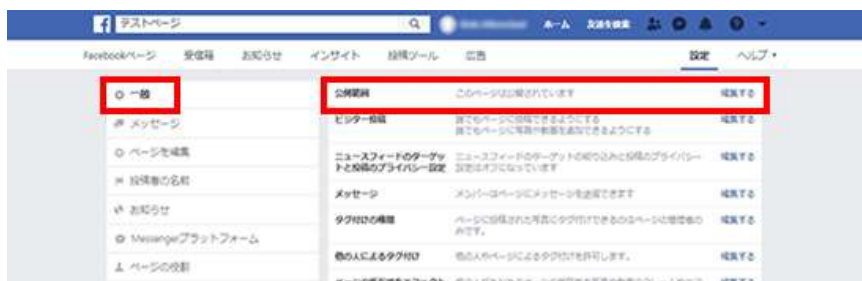 テストページ
ホーム 友達を検索
Facebookページ 受信箱 お知らせ インサイト 投稿ツール 広告 設定 ヘルプ
一般
メッセージ
ページを編集
投稿者の名前
お知らせ
Messengerプラットフォーム
ページの役割
公開範囲 このページは公開されています 編集する
ビジター投稿 誰でもページに投稿できるようにする 編集する
誰でもページに写真や動画を追加できるようにする
ニュースフィードのターゲッ ニュースフィードのターゲットの絞り込みと投稿のプライバシー 編集する
トと投稿のプライバシー設定 設定はオフになっています
メッセージ メンバーはページにメッセージを送信できます 編集する
タグ付けの権限 ページに投稿された写真にタグ付けできるのはページの管理者の 編集する
みです。
他の人によるタグ付け 他の人やページによるタグ付けを許可します。 編集する